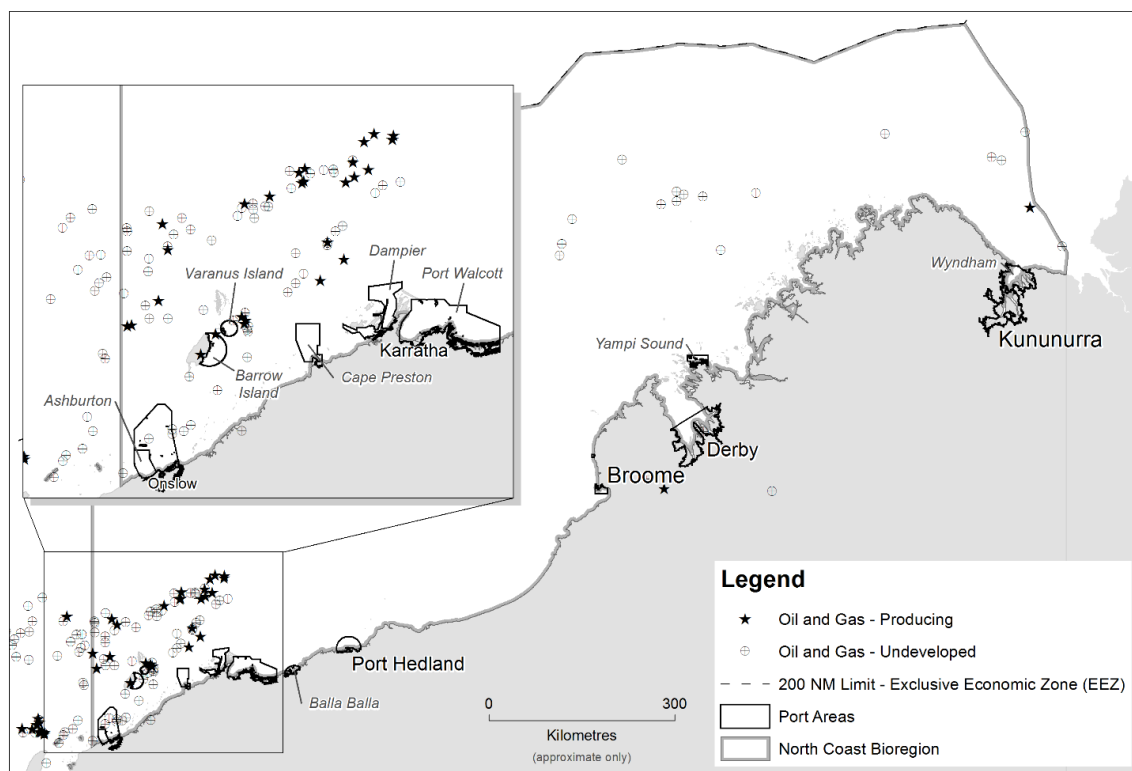 Dampier
Varanus Island
Port Walcott
Karratha
Cape Preston
Barrow
Island
Ashburton
Onslow
Wyndham
Kununurra
Yampi Sound
Derby
Broome
Port Hedland
Balla Balla
0 300
Kilometres
(approximate only)
Legend
Oil and Gas - Producing
Oil and Gas - Undeveloped
200 NM Limit - Exclusive Economic Zone (EEZ)
Port Areas
North Coast Bioregion